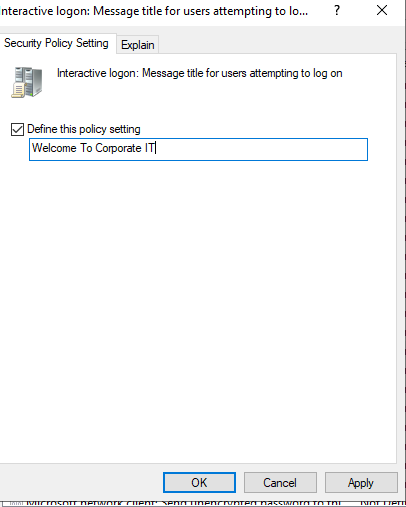 Interactive logon: Message title for users attempting to lo... ?
Security Policy Setting Explain
Interactive logon: Message title for users attempting to log on
Define this policy setting
Welcome To Corporate IT
OK Cancel Apply
Microsoft network client: Send unencrypted password to thi... Not Defi